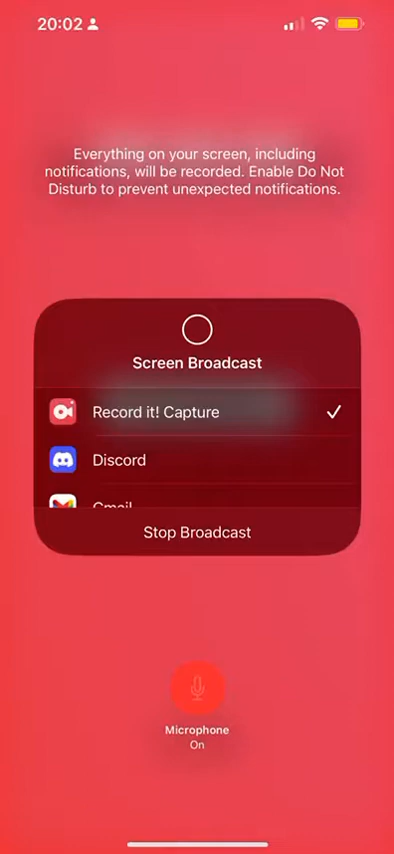 20:02
Everything on your screen, including
notifications, will be recorded. Enable Do Not
Disturb to prevent unexpected notifications.
Screen Broadcast
Record it! Capture
Discord
Gmail
Stop Broadcast
Microphone
On